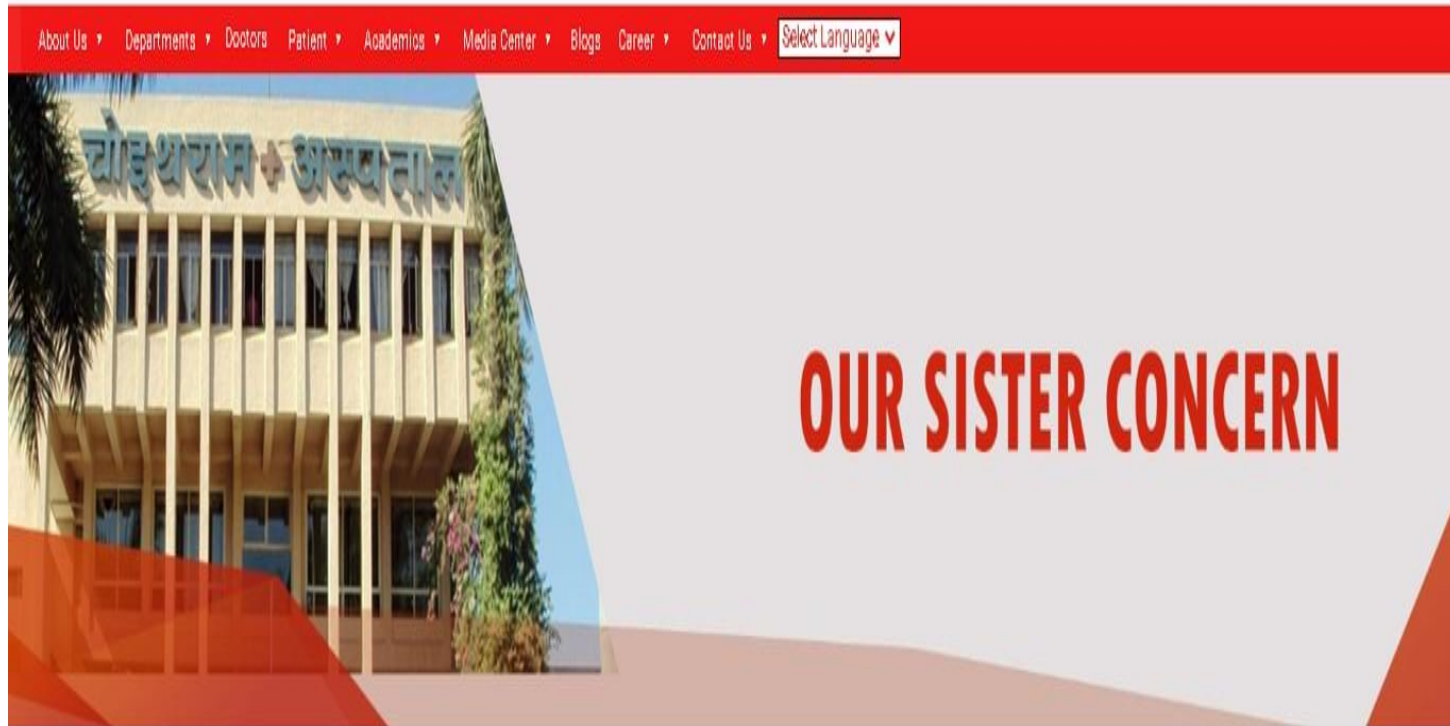 About Us Departments Doctors Patient Academics Media Center Blogs Career Contact Us Select Language
चोइथराम + अस्पताल
OUR SISTER CONCERN